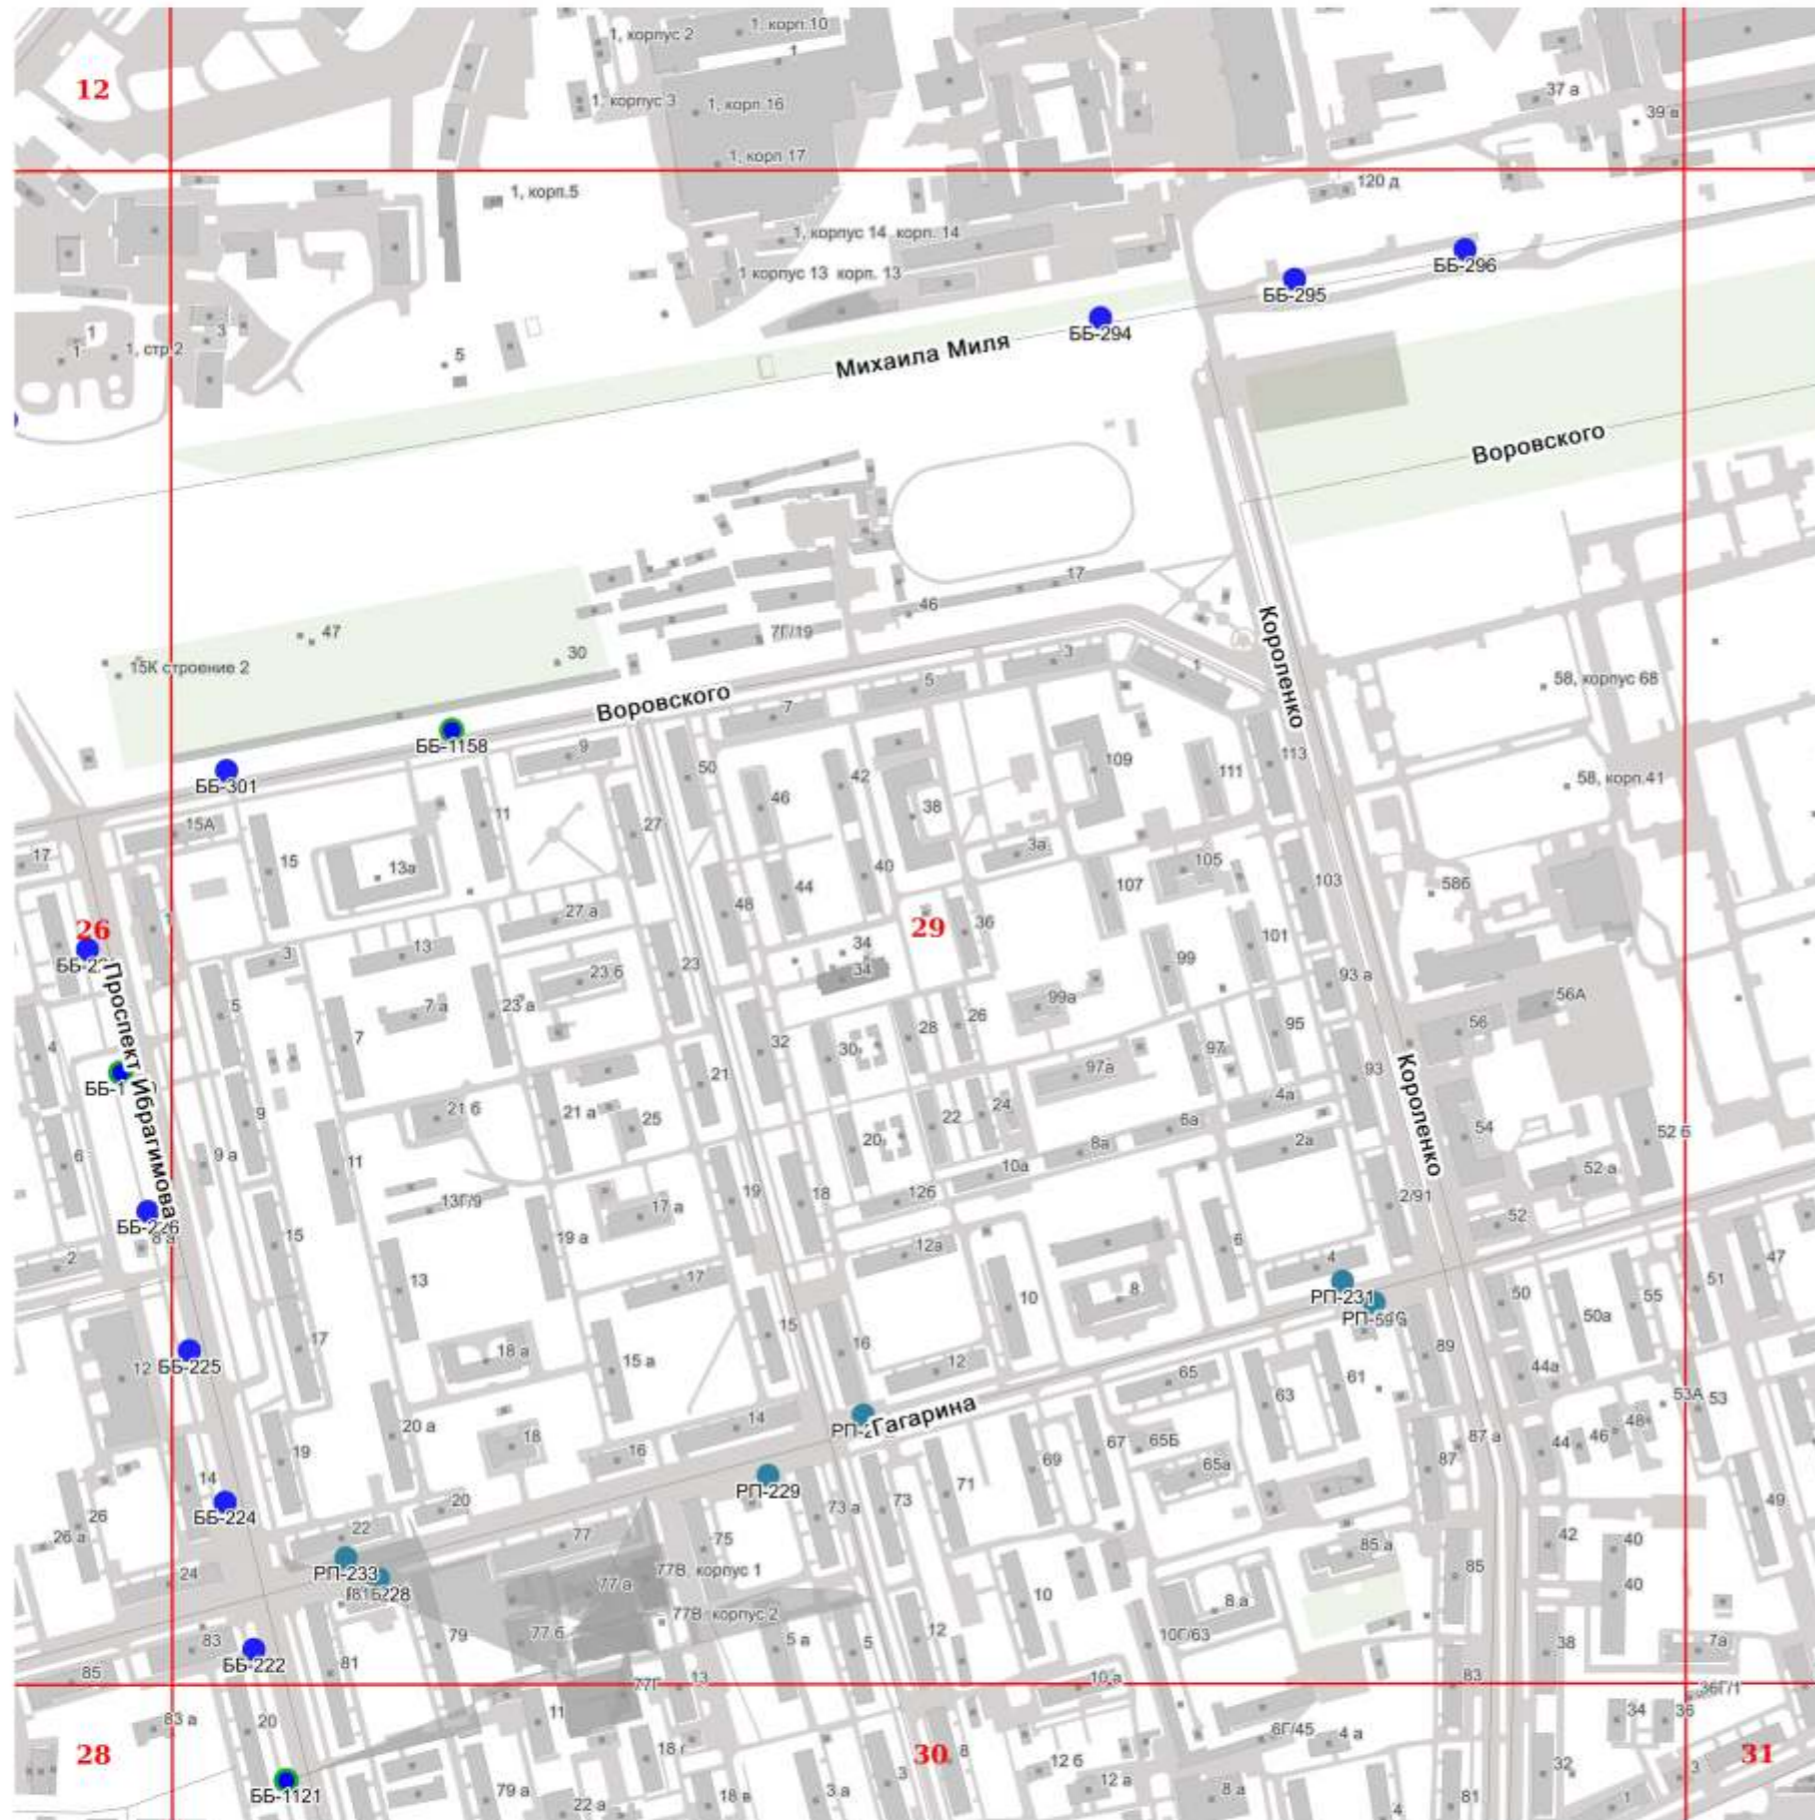 1, корпус 2
1, корп.10
1
12
1, корпус 3
1, корп.16
37 а
39 в
1, корп 17
1, корп.5
120 д
1, корпус 14 корп. 14
1 корпус 13 корп. 13
ББ-296
ББ-295
ББ-294
Михаила Миля
1
1
1, стр 2
3
5
Воровского
17
46
7Г/19
47
30
15К строение 2
Короленко
3
1
5
7
58, корпус 68
Воровского
ББ-1158
ББ-301
9
50
109
111
113
58, корп.41
46
42
38
15А
11
27
17
15
13а
3а
105
107
103
58б
44
40
48
27 а
36
1
26
29
101
13
3
34
34
23 б
23
99
93 а
Проспект Ибрагимова
99а
56А
5
7 а
23 а
28
26
95
56
4
7
32
30
97
97а
93
Короленко
21
21 б
21 а
25
22
24
4а
9
20
6а
54
52 б
6
9 а
11
8а
2а
10а
52 а
13Г/9
17 а
19
18
12б
2/91
52
ББ-226
8 а
15
19 а
12а
6
2
13
17
10
8
4
47
РП-231
50
55
51
17
15
16
89
50а
12
ББ-225
18 а
15 а
12
65
63
61
44а
53А
53
20 а
14
Гагарина
67
65Б
48
46
44
87 а
19
18
16
69
65а
87
14
РП-229
71
49
ББ-224
20
73 а
73
26
26 а
22
77
75
42
40
85 а
РП-233
77В корпус 1
24
77 а
85
40
10
8 а
77В корпус 2
83
79
77 б
5 а
5
12
10Г/63
38
7а
ББ-222
85
81
77Г
13
10 а
83
36Г/1
83 а
20
11
6Г/45
4 а
34
36
28
18 г
30
8
12 б
32
31
3
ББ-1121
79 а
22 а
18 в
3 а
3
12 в
8 а
4
81
1